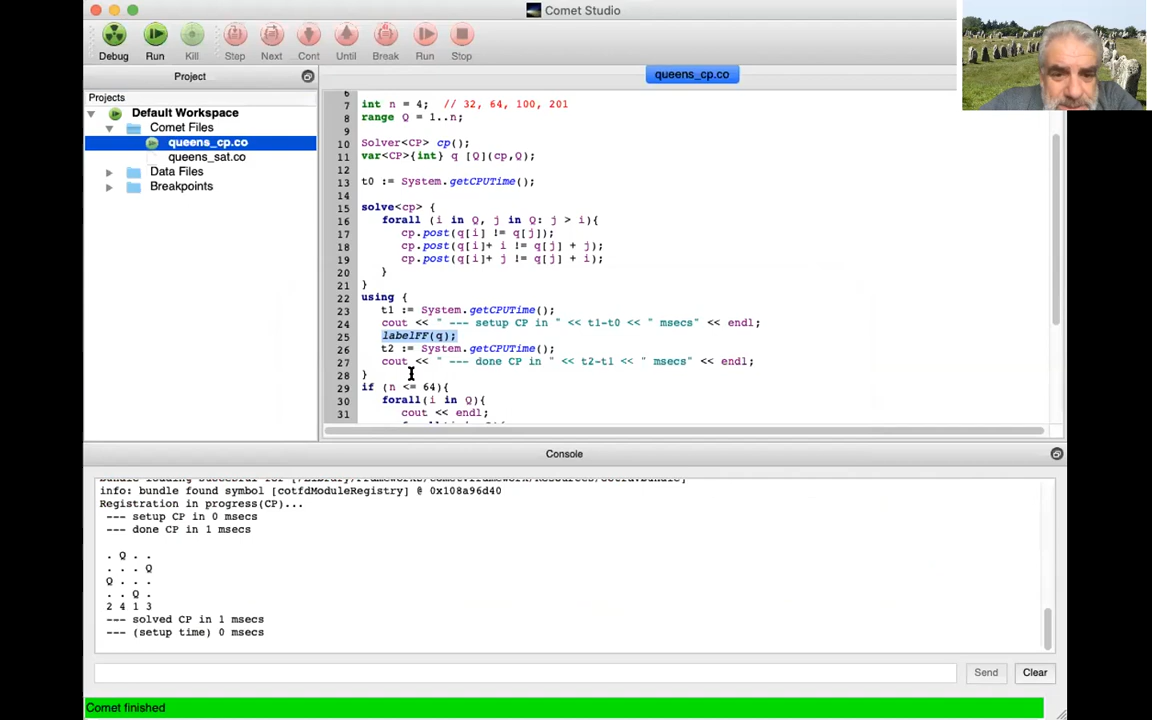 Comet Studio
Debug Run Kill Step Next Cont Until Break Run Stop
Project
queens_cp.co
Projects
Default Workspace
Comet Files
queens_cp.co
queens_sat.co
Data Files
Breakpoints
6
7 int n = 4; // 32, 64, 100, 201
8 range Q = 1..n;
9
10 Solver<CP> cp();
11 var<CP>{int} q [Q](cp,Q);
12
13 t0 := System.getCPUTime();
14
15 solve<cp> {
16 forall (i in Q, j in Q: j > i){
17 cp.post(q[i] != q[j]);
18 cp.post(q[i]+ i != q[j] + j);
19 cp.post(q[i]+ j != q[j] + i);
20 }
21 }
22 using {
23 t1 := System.getCPUTime();
24 cout << " --- setup CP in " << t1-t0 << " msecs" << endl;
25 labelFF(q);
26 t2 := System.getCPUTime();
27 cout << " --- done CP in " << t2-t1 << " msecs" << endl;
28 }
29 if (n <= 64){
30 forall(i in Q){
31 cout << endl;
Console
info: bundle found symbol [cotfdModuleRegistry] @ 0x108a96d40
Registration in progress(CP)...
--- setup CP in 0 msecs
--- done CP in 1 msecs
. Q . .
. . . Q
Q . . .
. . Q .
2 4 1 3
--- solved CP in 1 msecs
--- (setup time) 0 msecs
Send Clear
Comet finished